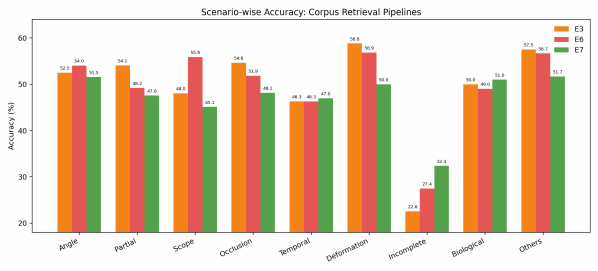 Scenario-wise Accuracy: Corpus Retrieval Pipelines
E3
E6
E7
Accuracy (%)
60
50
40
30
20
52.5 54.0 51.5
54.1 49.2 47.6
48.0 55.9 45.1
54.6 51.9 48.1
46.3 46.3 47.0
58.8 56.9 50.0
22.6 27.4 32.4
50.0 49.0 51.0
57.5 56.7 51.7
Angle Partial Scope Occlusion Temporal Deformation Incomplete Biological Others